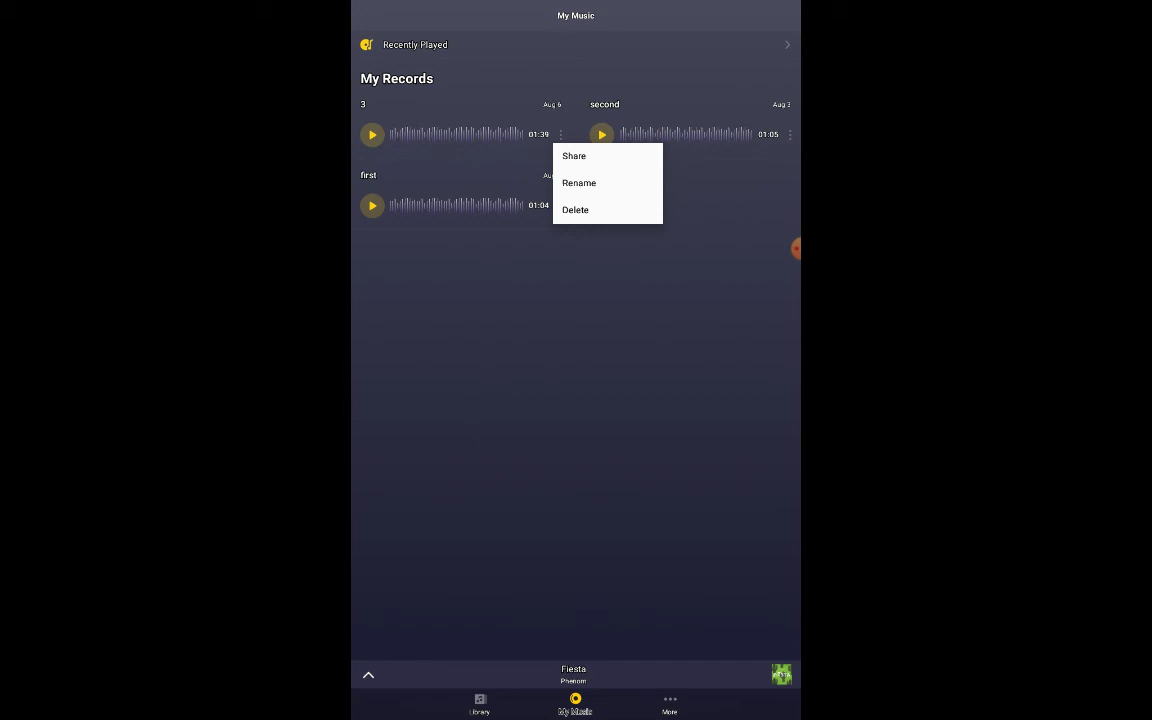 My Music
Recently Played
My Records
3
Aug 6
second
Aug 3
01:39
01:05
Share
first
Rename
01:04
Delete
Fiesta
Phenom
Library
My Music
More